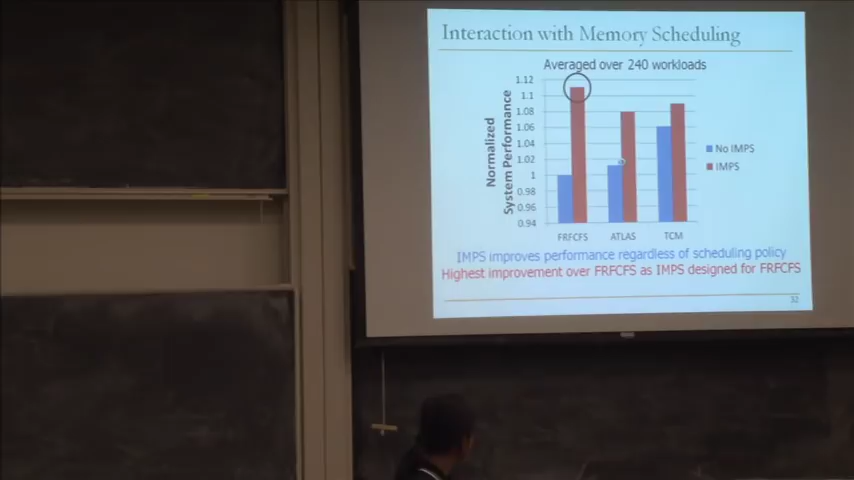 Interaction with Memory Scheduling
Averaged over 240 workloads
Normalized
System Performance
1.12
1.1
1.08
1.06
1.04
1.02
1
0.98
0.96
0.94
FRFCFS ATLAS TCM
No IMPS
IMPS
IMPS improves performance regardless of scheduling policy
Highest improvement over FRFCFS as IMPS designed for FRFCFS
32